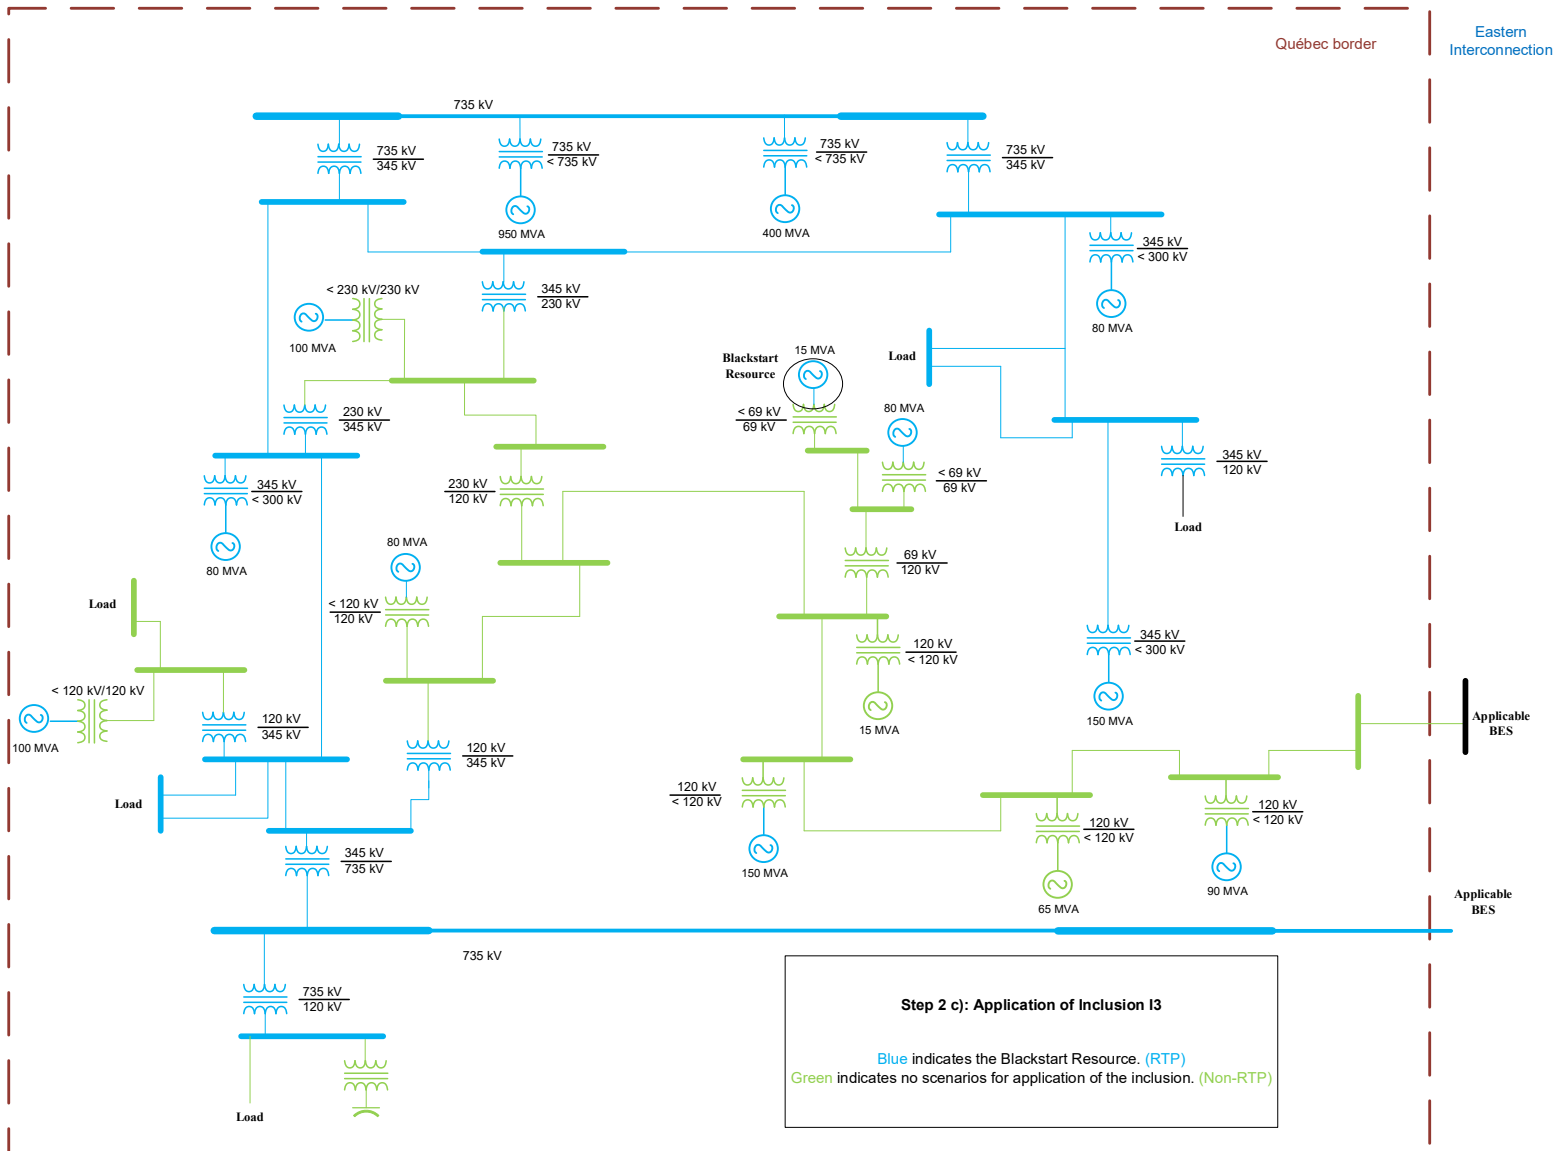 Québec border
Eastern
Interconnection
735 kV
735 kV
345 kV
735 kV
< 735 kV
735 kV
< 735 kV
735 kV
345 kV
950 MVA
400 MVA
345 kV
< 300 kV
80 MVA
< 230 kV/230 kV
100 MVA
345 kV
230 kV
Blackstart
Resource
15 MVA
Load
< 69 kV
69 kV
80 MVA
230 kV
345 kV
< 69 kV
69 kV
345 kV
120 kV
Load
345 kV
< 300 kV
80 MVA
230 kV
120 kV
80 MVA
69 kV
120 kV
Load
< 120 kV
120 kV
120 kV
< 120 kV
15 MVA
345 kV
< 300 kV
150 MVA
< 120 kV/120 kV
100 MVA
120 kV
345 kV
120 kV
345 kV
Applicable
BES
Load
120 kV
< 120 kV
150 MVA
120 kV
< 120 kV
65 MVA
120 kV
< 120 kV
90 MVA
345 kV
735 kV
Applicable
BES
735 kV
735 kV
120 kV
Load
Step 2 c): Application of Inclusion I3
Blue indicates the Blackstart Resource. (RTP)
Green indicates no scenarios for application of the inclusion. (Non-RTP)